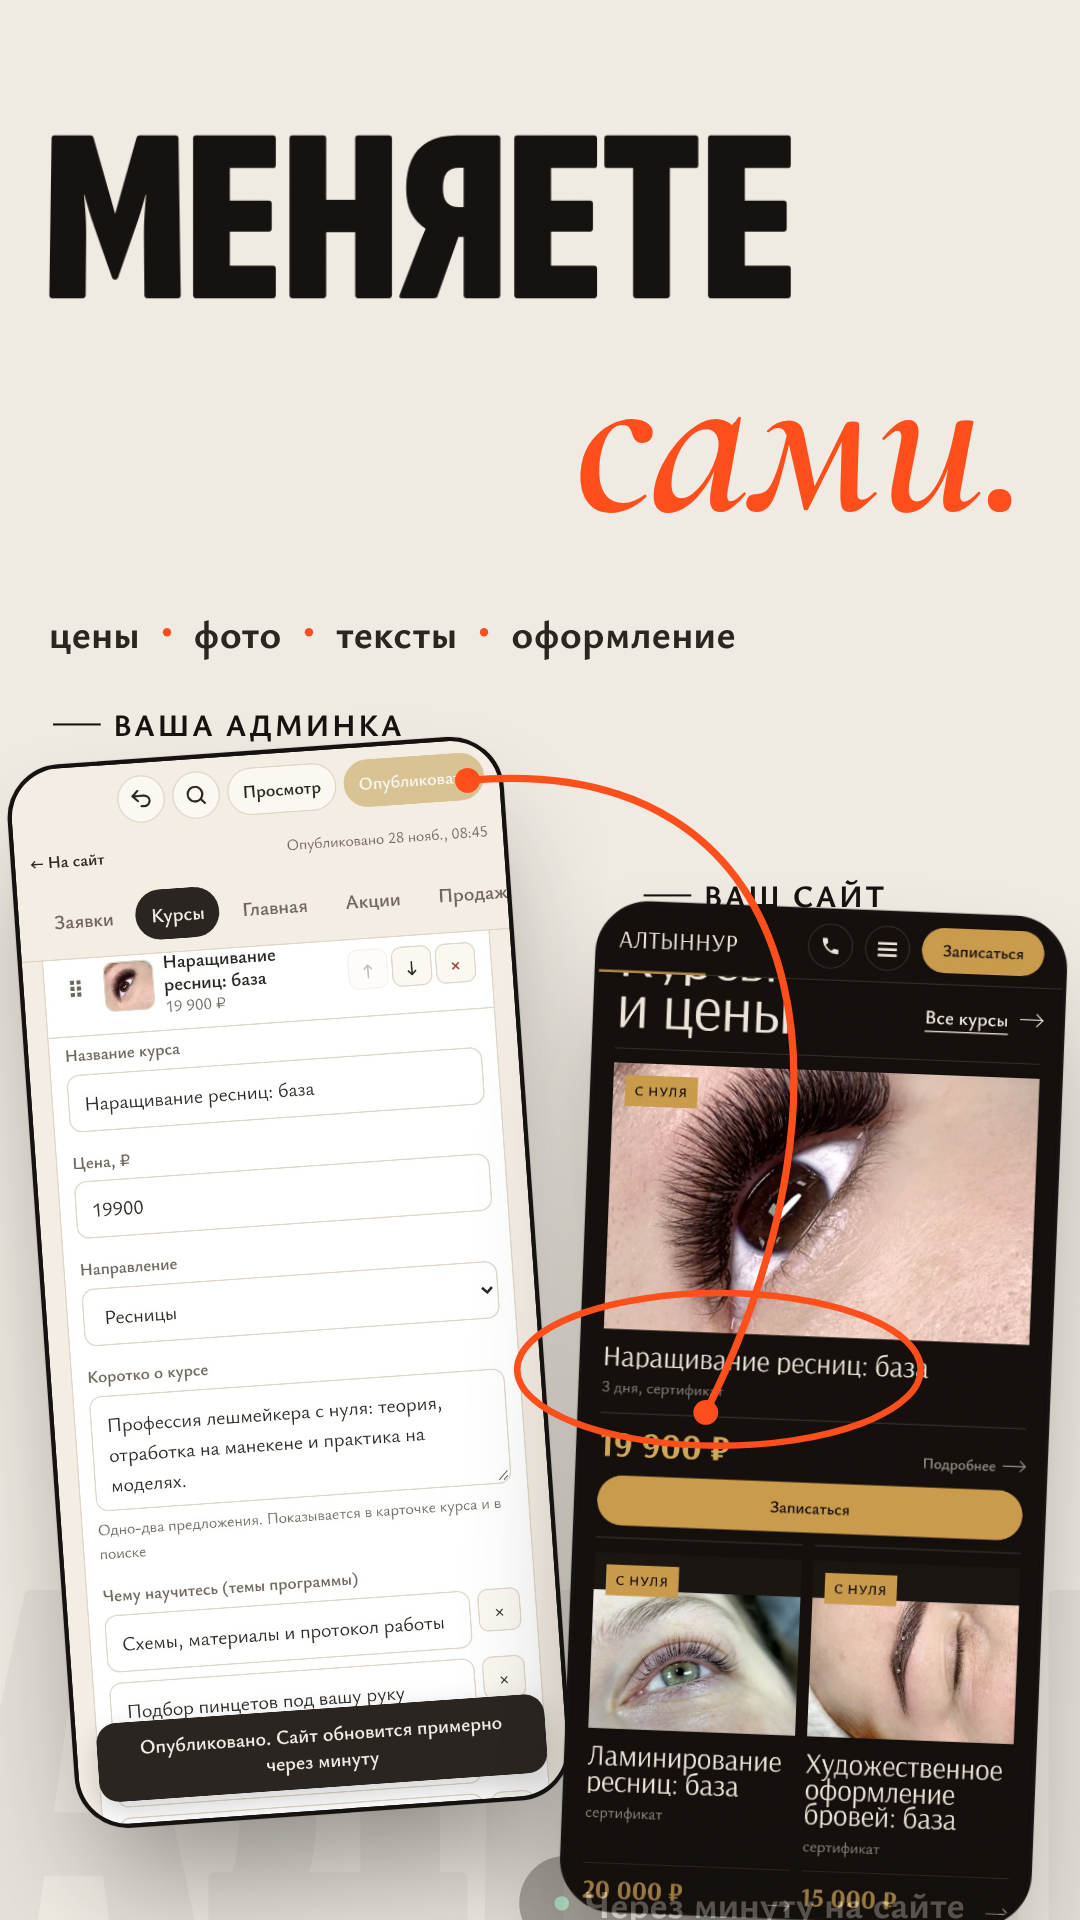 МЕНЯЕТЕ
сами.
цены • фото • тексты • оформление
— ВАША АДМИНКА
Просмотр
Опубликова
Опубликовано 28 нояб., 08:45
← На сайт
Заявки Курсы Главная Акции Продаж
Наращивание
ресниц: база
19 900 ₽
↑ ↓ ×
Название курса
Наращивание ресниц: база
Цена, ₽
19900
Направление
Ресницы
Коротко о курсе
Профессия лешмейкера с нуля: теория,
отработка на манекене и практика на
моделях.
Одно-два предложения. Показывается в карточке курса и в
поиске
Чему научитесь (темы программы)
Схемы, материалы и протокол работы ×
Подбор пинцетов под вашу руку ×
Опубликовано. Сайт обновится примерно
через минуту
— ВАШ САЙТ
АЛТЫННУР
Записаться
Курсы
и цены
Все курсы →
С НУЛЯ
Наращивание ресниц: база
3 дня, сертификат
19 900 ₽
Подробнее →
Записаться
С НУЛЯ
Ламинирование
ресниц: база
сертификат
20 000 ₽ →
С НУЛЯ
Художественное
оформление
бровей: база
сертификат
15 000 ₽ →
Через минуту на сайте